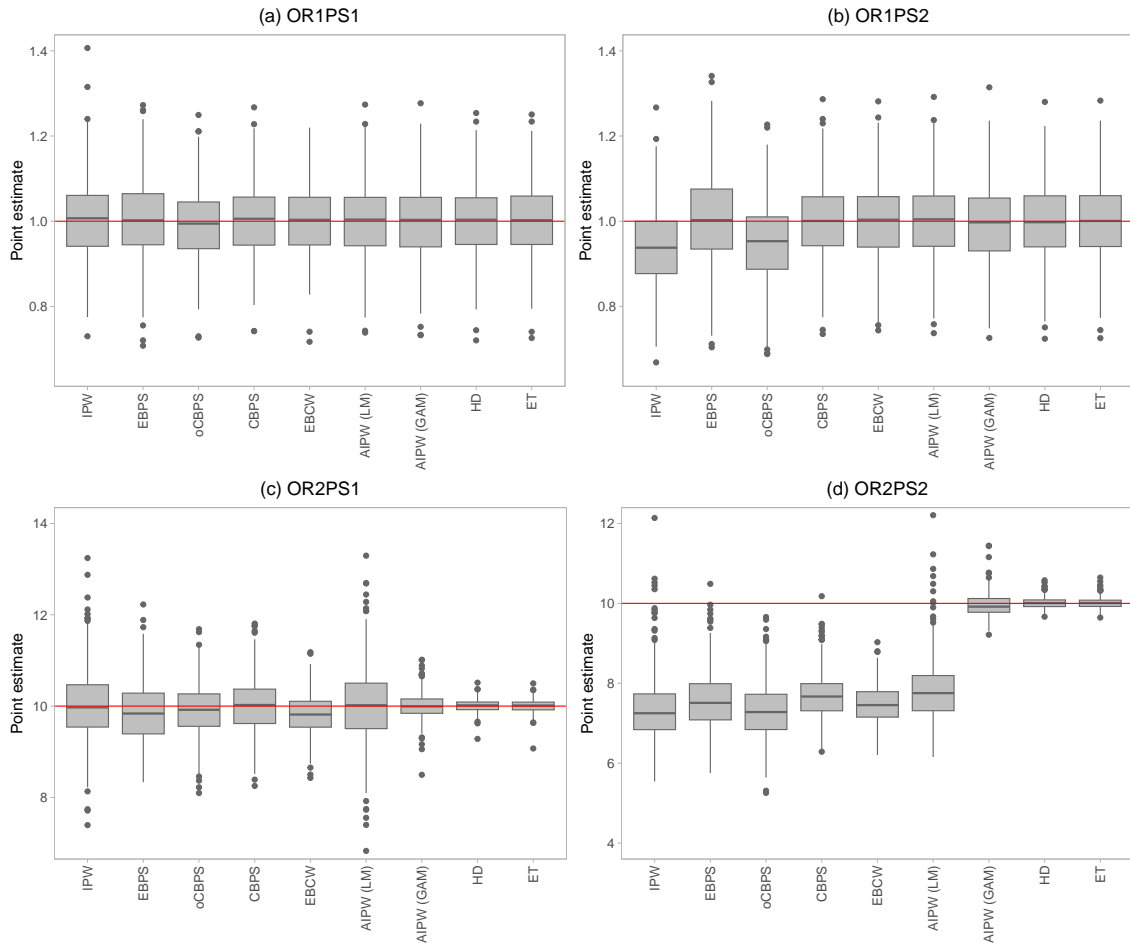 (a) OR1PS1
Point estimate
1.4
1.2
1.0
0.8
IPW
EBPS
oCBPS
CBPS
EBCW
AIPW (LM)
AIPW (GAM)
HD
ET
(b) OR1PS2
Point estimate
1.4
1.2
1.0
0.8
IPW
EBPS
oCBPS
CBPS
EBCW
AIPW (LM)
AIPW (GAM)
HD
ET
(c) OR2PS1
Point estimate
14
12
10
8
IPW
EBPS
oCBPS
CBPS
EBCW
AIPW (LM)
AIPW (GAM)
HD
ET
(d) OR2PS2
Point estimate
12
10
8
6
4
IPW
EBPS
oCBPS
CBPS
EBCW
AIPW (LM)
AIPW (GAM)
HD
ET